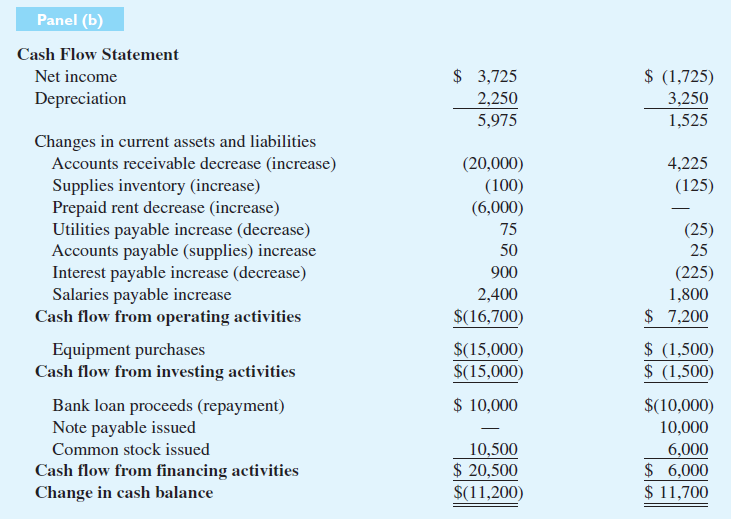 Panel (b)
Cash Flow Statement
Net income $ 3,725 $ (1,725)
Depreciation 2,250 3,250
5,975 1,525
Changes in current assets and liabilities
Accounts receivable decrease (increase) (20,000) 4,225
Supplies inventory (increase) (100) (125)
Prepaid rent decrease (increase) (6,000) —
Utilities payable increase (decrease) 75 (25)
Accounts payable (supplies) increase 50 25
Interest payable increase (decrease) 900 (225)
Salaries payable increase 2,400 1,800
Cash flow from operating activities $(16,700) $ 7,200
Equipment purchases $(15,000) $ (1,500)
Cash flow from investing activities $(15,000) $ (1,500)
Bank loan proceeds (repayment) $ 10,000 $(10,000)
Note payable issued — 10,000
Common stock issued 10,500 6,000
Cash flow from financing activities $ 20,500 $ 6,000
Change in cash balance $(11,200) $ 11,700